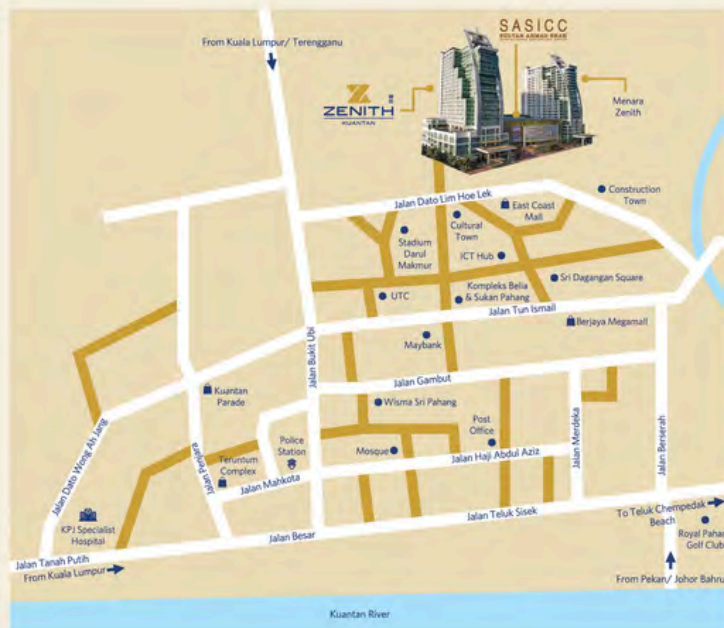 From Kuala Lumpur/ Terengganu
SASICC
ZENITH
KUANTAN
Menara
Zenith
Jalan Dato Lim Hoe Lek
Construction
Town
East Coast
Mall
Cultural
Town
Stadium
Darul
Makmur
ICT Hub
Sri Dagangan Square
UTC
Kompleks Belia
& Sukan Pahang
Jalan Tun Ismail
Berjaya Megamall
Maybank
Jalan Bukit Ubi
Jalan Gambut
Kuantan
Parade
Wisma Sri Pahang
Post
Office
Police
Station
Mosque
Jalan Haji Abdul Aziz
Jalan Merdeka
Jalan Berserah
Jalan Dato Wong Ah Jang
Jalan Penjara
Teruntum
Complex
Jalan Mahkota
KPJ Specialist
Hospital
Jalan Teluk Sisek
To Teluk Chempedak
Beach
Jalan Besar
Royal Paha
Golf Club
Jalan Tanah Putih
From Kuala Lumpur
From Pekan/ Johor Bahru
Kuantan River